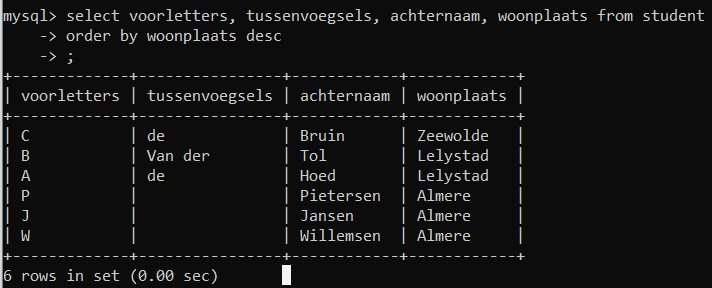 mysql> select voorletters, tussenvoegsels, achternaam, woonplaats from student
    -> order by woonplaats desc
    -> ;
+-------------+----------------+------------+------------+
| voorletters | tussenvoegsels | achternaam | woonplaats |
+-------------+----------------+------------+------------+
| C           | de             | Bruin      | Zeewolde   |
| B           | Van der        | Tol        | Lelystad   |
| A           | de             | Hoed       | Lelystad   |
| P           |                | Pietersen  | Almere     |
| J           |                | Jansen     | Almere     |
| W           |                | Willemsen  | Almere     |
+-------------+----------------+------------+------------+
6 rows in set (0.00 sec)